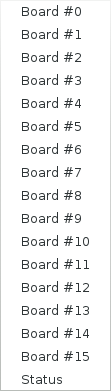 Board #0
Board #1
Board #2
Board #3
Board #4
Board #5
Board #6
Board #7
Board #8
Board #9
Board #10
Board #11
Board #12
Board #13
Board #14
Board #15
Status